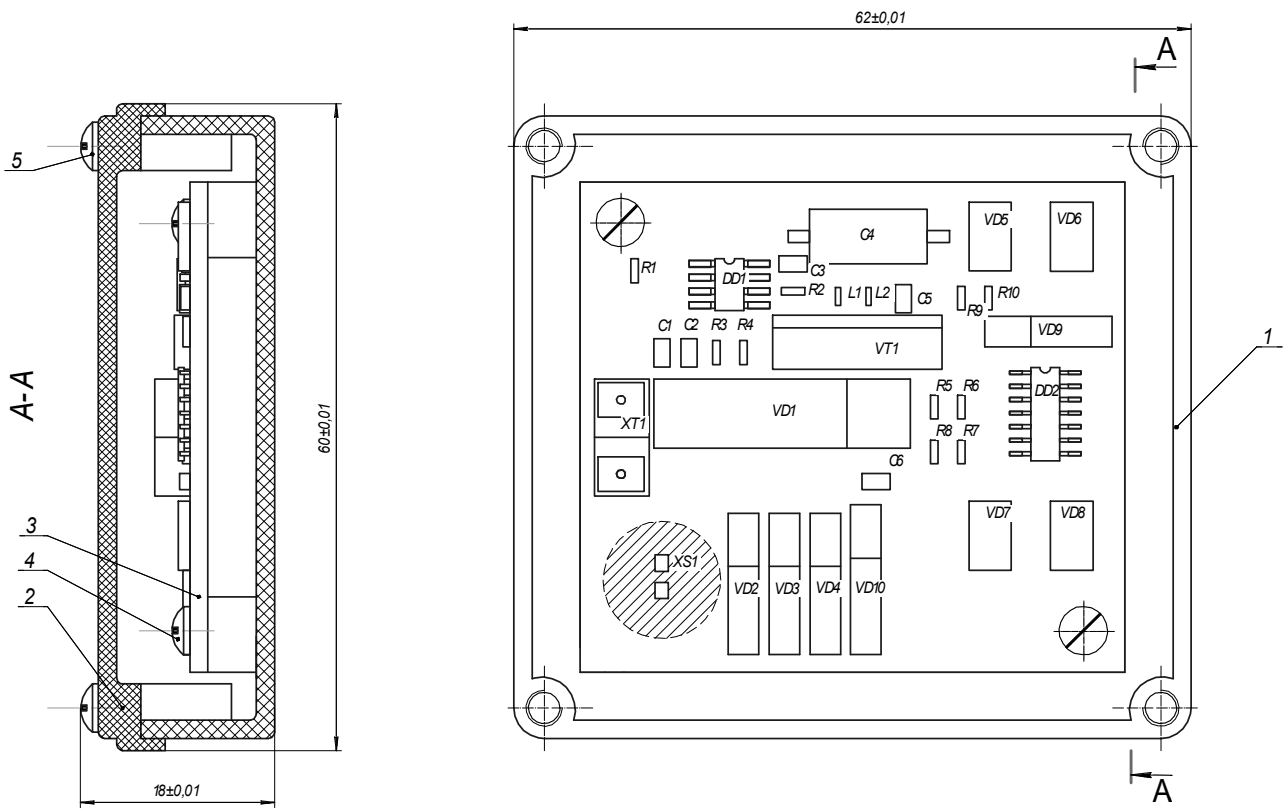 62±0,01
A
5
R1
DD1
C4
C3
R2
L1
L2
C5
VD5
VD6
R9
R10
C1
C2
R3
R4
VT1
VD9
1
A-A
60±0,01
XT1
VD1
R5
R6
DD2
R8
R7
C6
3
4
2
XS1
VD2
VD3
VD4
VD10
VD7
VD8
18±0,01
A